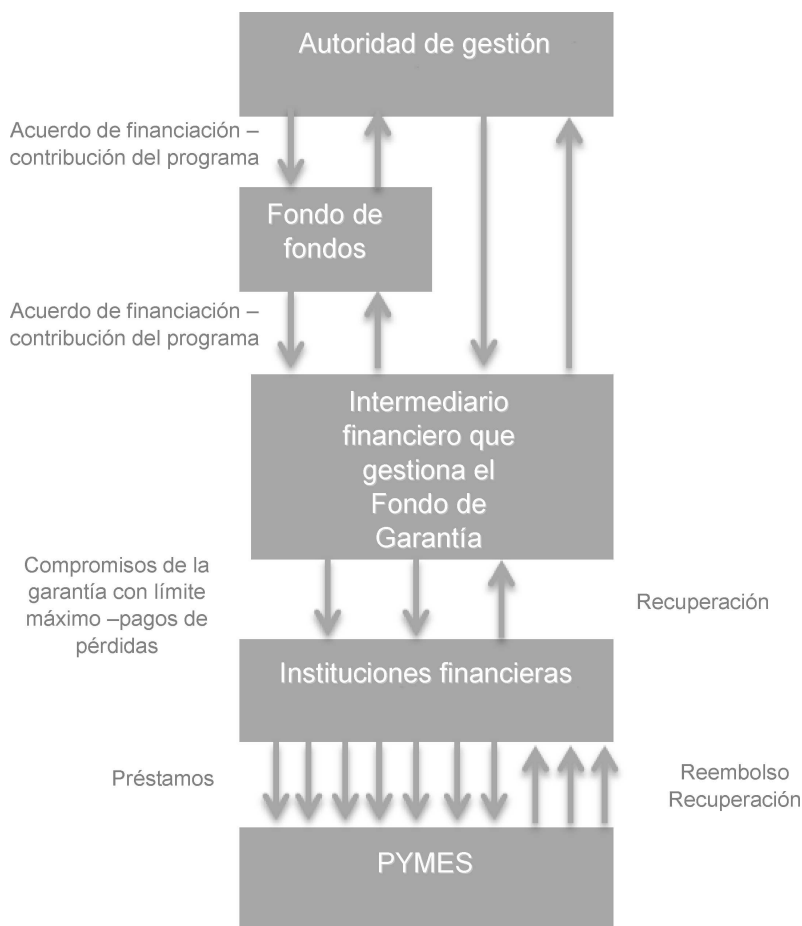 Autoridad de gestión
Acuerdo de financiación –
contribución del programa
Fondo de
fondos
Acuerdo de financiación –
contribución del programa
Intermediario
financiero que
gestiona el
Fondo de
Garantía
Compromisos de la
garantía con límite
máximo –pagos de
pérdidas
Recuperación
Instituciones financieras
Préstamos
Reembolso
Recuperación
PYMES